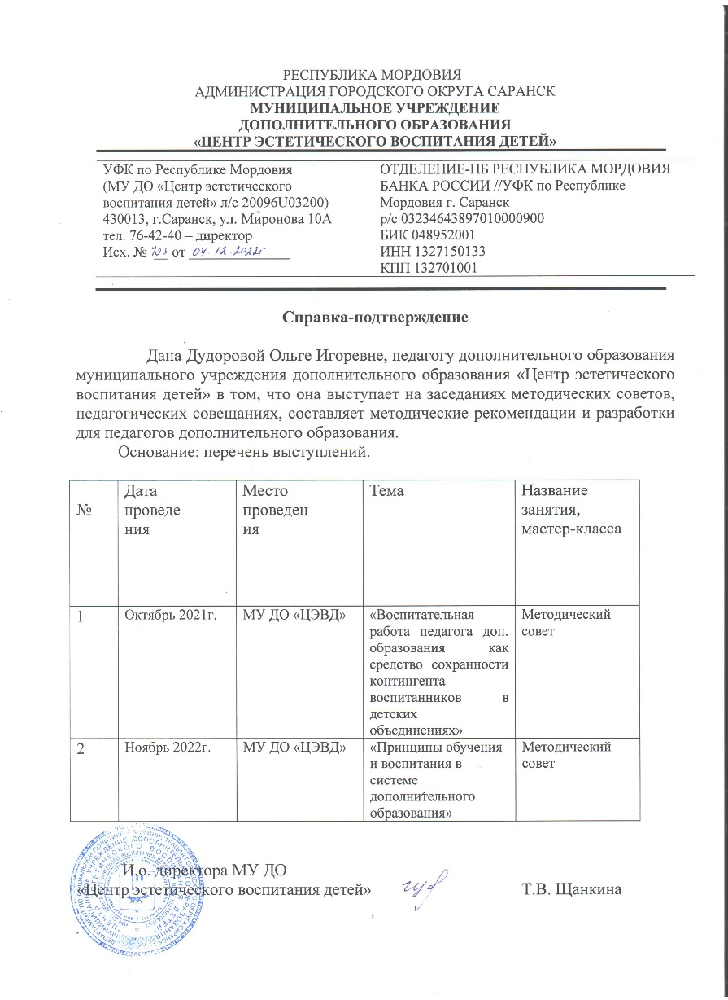 РЕСПУБЛИКА МОРДОВИЯ
АДМИНИСТРАЦИЯ ГОРОДСКОГО ОКРУГА САРАНСК
МУНИЦИПАЛЬНОЕ УЧРЕЖДЕНИЕ
ДОПОЛНИТЕЛЬНОГО ОБРАЗОВАНИЯ
«ЦЕНТР ЭСТЕТИЧЕСКОГО ВОСПИТАНИЯ ДЕТЕЙ»
УФК по Республике Мордовия
(МУ ДО «Центр эстетического
воспитания детей» л/с 20096U03200)
430013, г.Саранск, ул. Миронова 10А
тел. 76-42-40 – директор
Исх. № 103 от 07.12.2022г
ОТДЕЛЕНИЕ-НБ РЕСПУБЛИКА МОРДОВИЯ
БАНКА РОССИИ //УФК по Республике
Мордовия г. Саранск
р/с 03234643897010000900
БИК 048952001
ИНН 1327150133
КПП 132701001
Справка-подтверждение
Дана Дудоровой Ольге Игоревне, педагогу дополнительного образования
муниципального учреждения дополнительного образования «Центр эстетического
воспитания детей» в том, что она выступает на заседаниях методических советов,
педагогических совещаниях, составляет методические рекомендации и разработки
для педагогов дополнительного образования.
Основание: перечень выступлений.
№
Дата
проведе
ния
Место
проведен
ия
Тема
Название
занятия,
мастер-класса
1
Октябрь 2021г.
МУ ДО «ЦЭВД»
«Воспитательная
работа педагога доп.
образования как
средство сохранности
контингента
воспитанников в
детских
объединениях»
Методический
совет
2
Ноябрь 2022г.
МУ ДО «ЦЭВД»
«Принципы обучения
и воспитания в
системе
дополнительного
образования»
Методический
совет
И.о. директора МУ ДО
«Центр эстетического воспитания детей»
Т.В. Щанкина